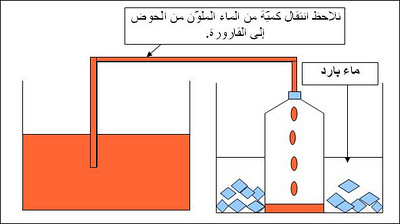 نلاحظ انتقال كميّة من الماء الملوّن من الحوض
إلى القارورة.
ماء بارد